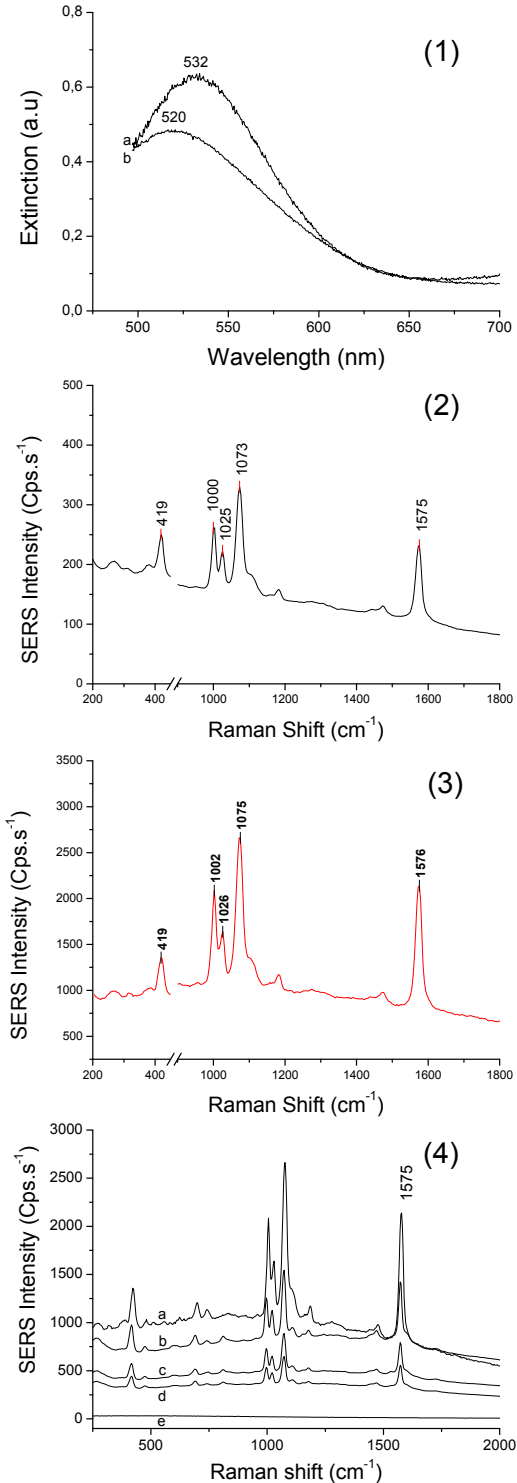 (1)
0,8
0,6
0,4
0,2
0,0
Extinction (a.u)
532
520
a
b
500 550 600 650 700
Wavelength (nm)
(2)
500
400
300
200
100
0
SERS Intensity (Cps.s-1)
419
1000
1025
1073
1575
200 400 1000 1200 1400 1600 1800
Raman Shift (cm-1)
(3)
3500
3000
2500
2000
1500
1000
500
SERS Intensity (Cps.s-1)
419
1002
1026
1075
1576
200 400 1000 1200 1400 1600 1800
Raman Shift (cm-1)
(4)
3000
2500
2000
1500
1000
500
0
SERS Intensity (Cps.s-1)
1575
a
b
c
d
e
500 1000 1500 2000
Raman shift (cm-1)